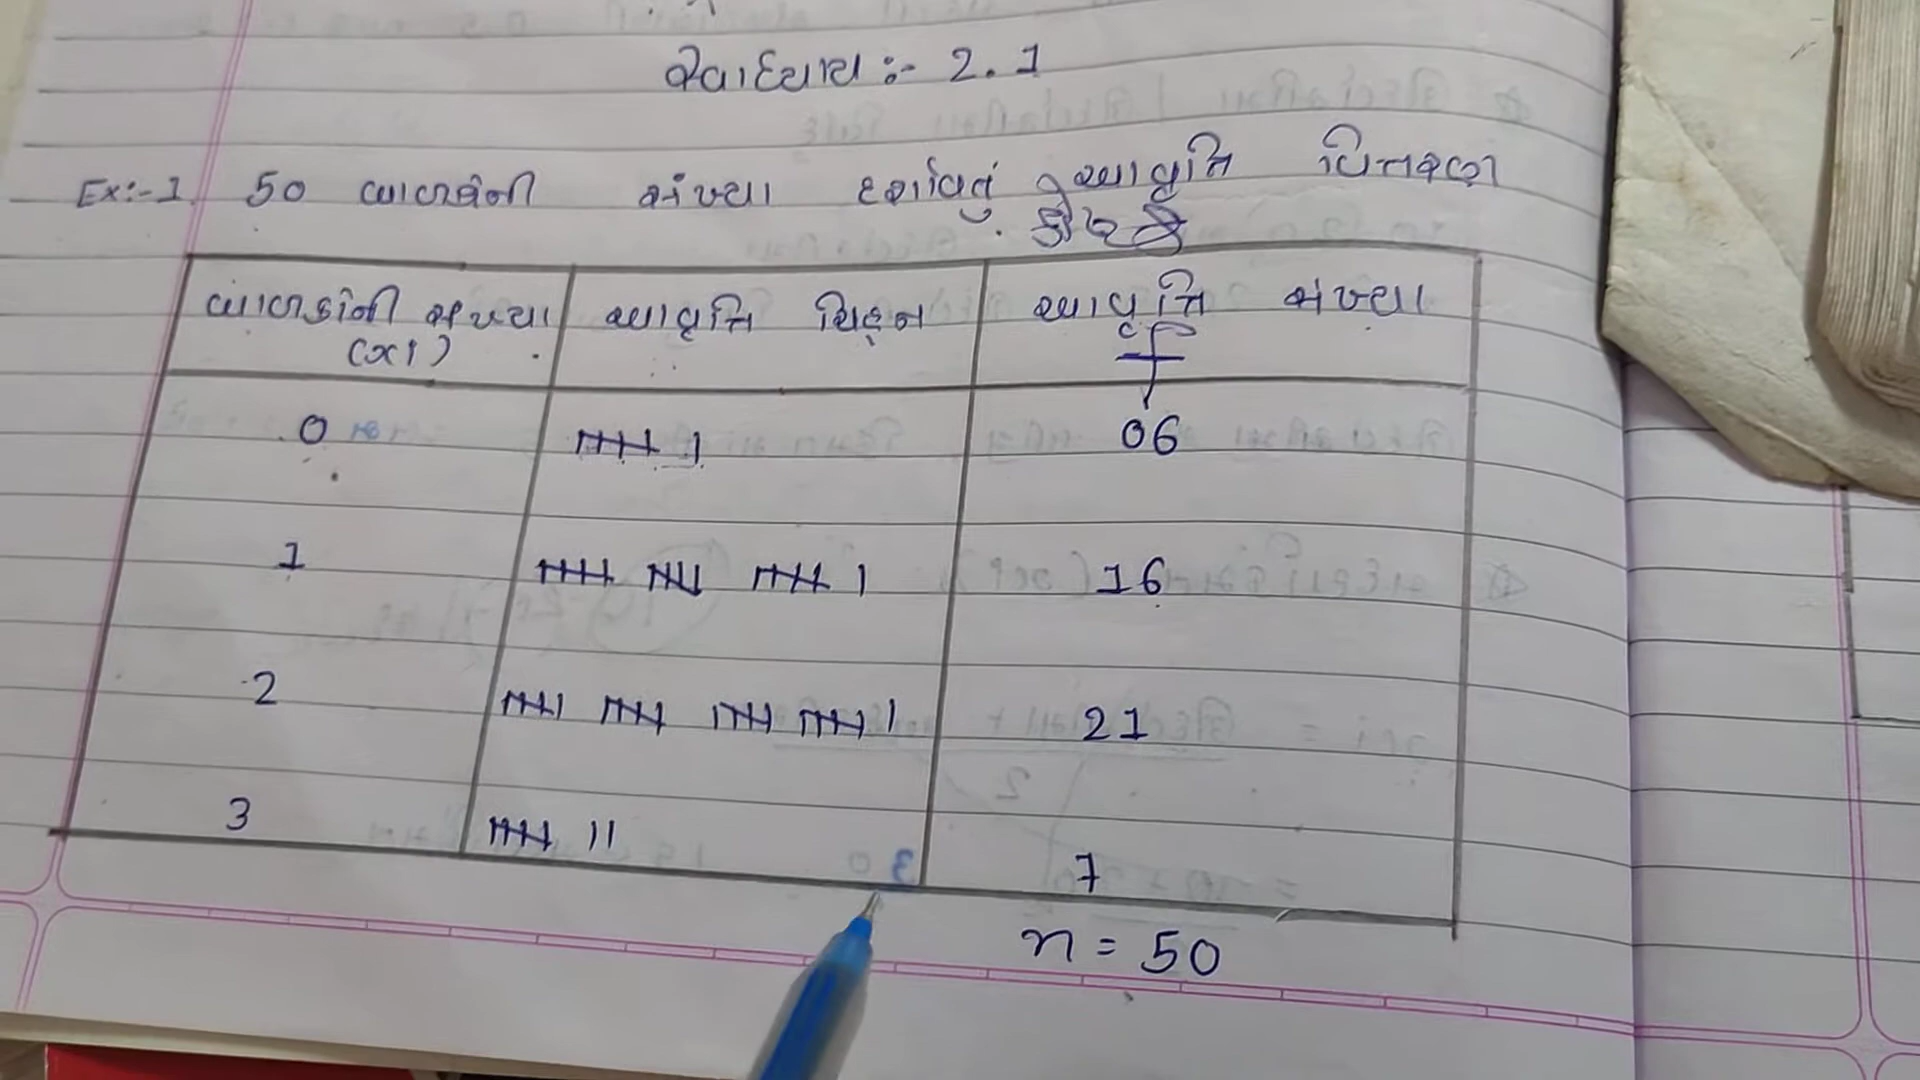 સ્વાધ્યાય :- 2.1
Ex:-1 50 બાળકોની સંખ્યા દર્શાવતું આવૃત્તિ વિતરણ
કોષ્ટક
બાળકોની સંખ્યા આવૃત્તિ ચિહ્ન આવૃત્તિ સંખ્યા
(xi) f
0 𝍸 | 06
1 𝍸 𝍸 𝍸 | 16
2 𝍸 𝍸 𝍸 𝍸 | 21
3 𝍸 || 7
n = 50